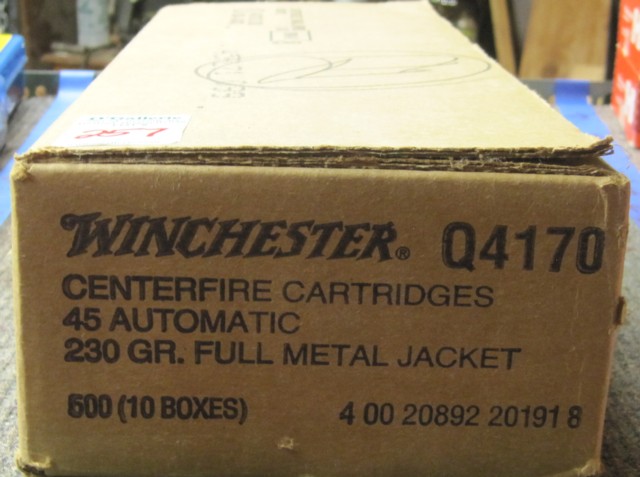 WINCHESTER® Q4170
CENTERFIRE CARTRIDGES
45 AUTOMATIC
230 GR. FULL METAL JACKET
500 (10 BOXES) 4 00 20892 20191 8